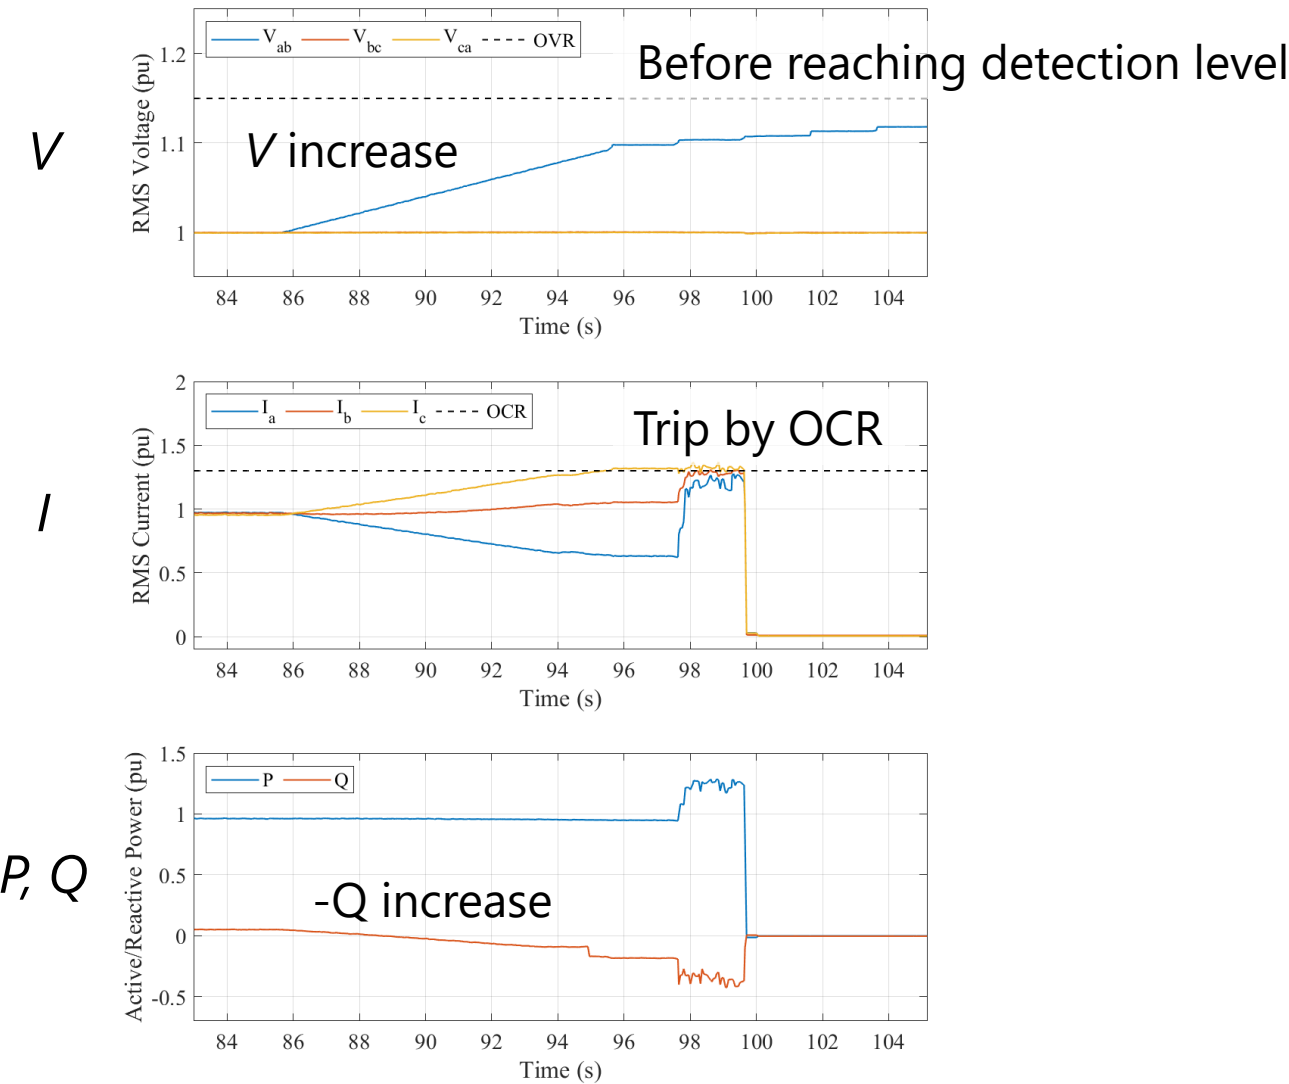 V_ab V_bc V_ca OVR
Before reaching detection level
V
V increase
RMS Voltage (pu)
1.2
1.1
1
84 86 88 90 92 94 96 98 100 102 104
Time (s)
I_a I_b I_c OCR
Trip by OCR
I
RMS Current (pu)
2
1.5
1
0.5
0
84 86 88 90 92 94 96 98 100 102 104
Time (s)
P Q
P, Q
-Q increase
Active/Reactive Power (pu)
1.5
1
0.5
0
-0.5
84 86 88 90 92 94 96 98 100 102 104
Time (s)